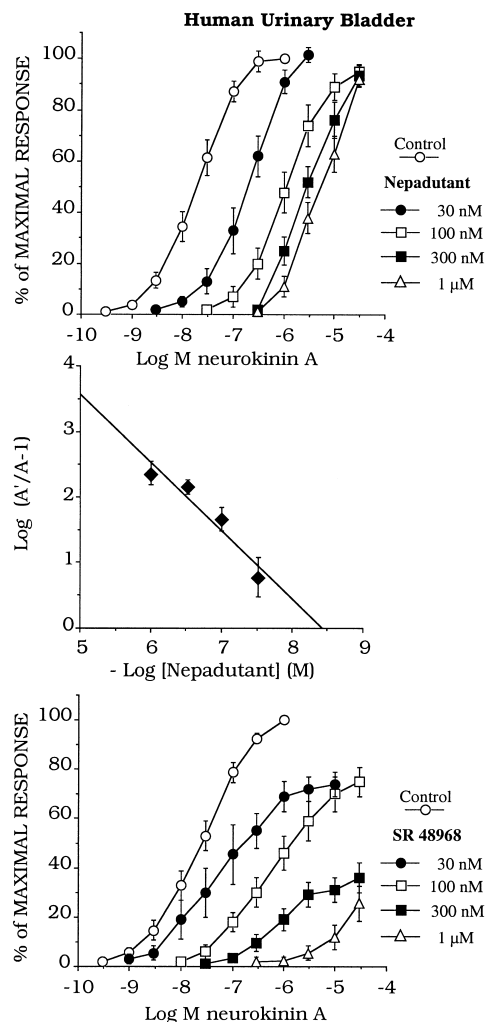 Human Urinary Bladder
% of MAXIMAL RESPONSE
100
80
60
40
20
0
-10 -9 -8 -7 -6 -5 -4
Log M neurokinin A
Control
Nepadutant
30 nM
100 nM
300 nM
1 µM
Log (A'/A-1)
4
3
2
1
0
5 6 7 8 9
- Log [Nepadutant] (M)
% of MAXIMAL RESPONSE
100
80
60
40
20
0
-10 -9 -8 -7 -6 -5 -4
Log M neurokinin A
Control
SR 48968
30 nM
100 nM
300 nM
1 µM